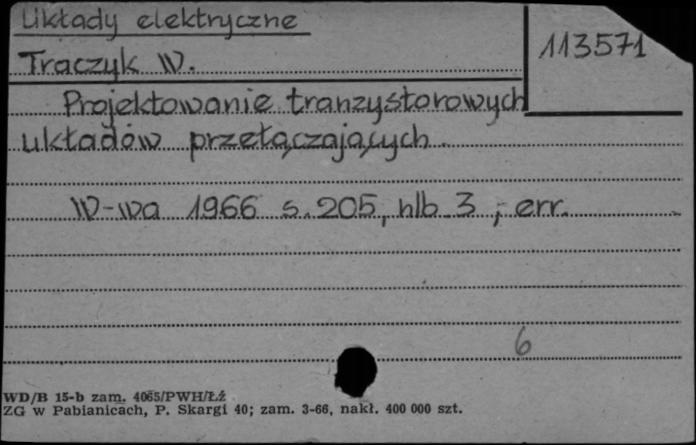 Układy elektryczne
113571
Traczyk W.
Projektowanie tranzystorowych
układów przełączających.
W-wa 1966 s. 205, nlb 3, err.
6
WD/B 15-b zam. 4065/PWH/Łź
ZG w Pabianicach, P. Skargi 40; zam. 3-66, nakł. 400 000 szt.